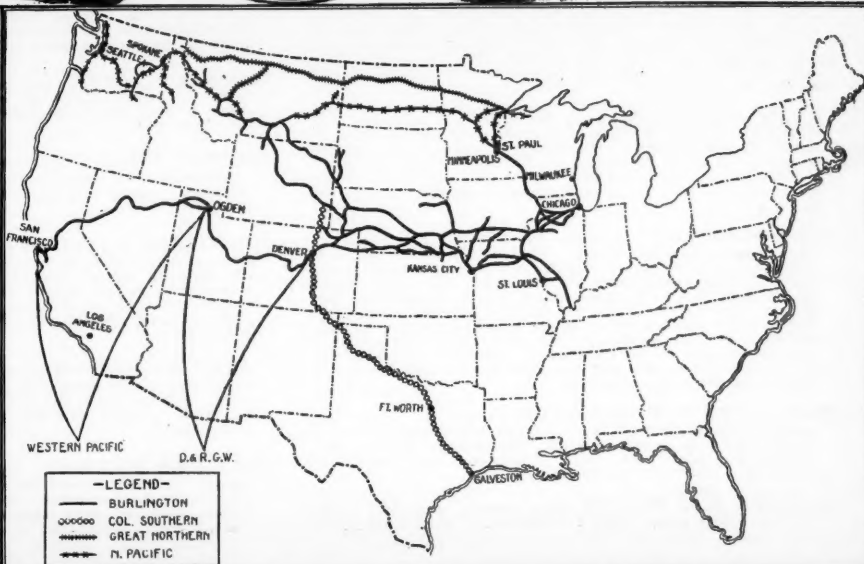 SPOKANE
SEATTLE
ST. PAUL
MINNEAPOLIS
MILWAUKEE
CHICAGO
OGDEN
SAN
FRANCISCO
DENVER
KANSAS CITY
ST. LOUIS
LOS
ANGELES
FT. WORTH
WESTERN PACIFIC
D. & R. G. W.
GALVESTON
–LEGEND–
BURLINGTON
COL. SOUTHERN
GREAT NORTHERN
N. PACIFIC